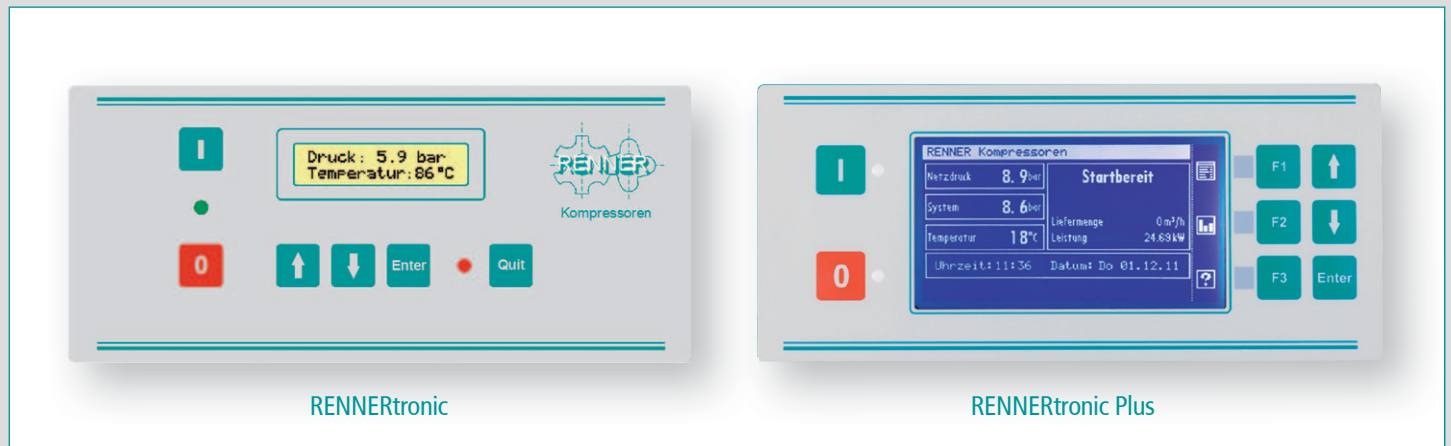 I
Druck: 5.9 bar
Temperatur:86°C
RENNER
Kompressoren
0
Enter
Quit
RENNERtronic
I
0
RENNER Kompressoren
Netzdruck 8.9bar
System 8.6bar
Temperatur 18°C
Startbereit
Liefermenge 0 m³/h
Leistung 24.69kW
Uhrzeit:11:36 Datum: Do 01.12.11
?
F1
F2
F3
Enter
RENNERtronic Plus